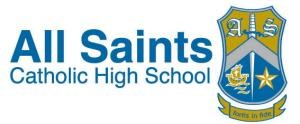 All Saints
Catholic High School
A S
fortis in fide